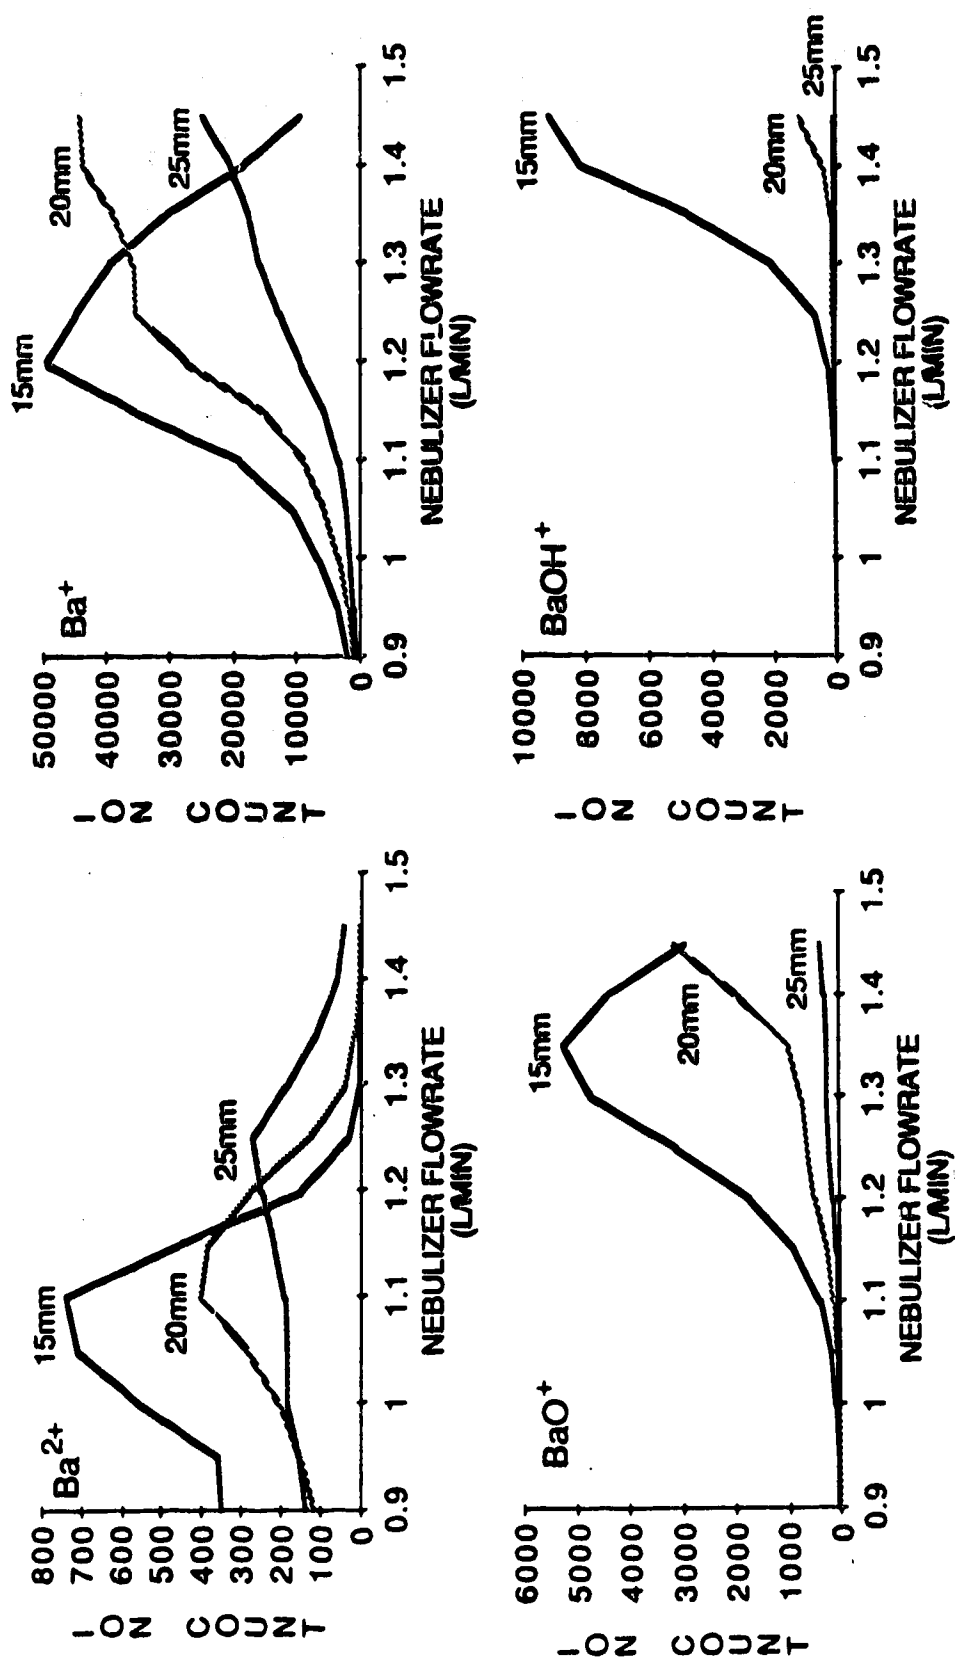 Ba2+
ION COUNT
800
700
600
500
400
300
200
100
0
15mm
20mm
25mm
0.9 1 1.1 1.2 1.3 1.4 1.5
NEBULIZER FLOWRATE
(L/MIN)
Ba+
ION COUNT
50000
40000
30000
20000
10000
0
15mm
20mm
25mm
0.9 1 1.1 1.2 1.3 1.4 1.5
NEBULIZER FLOWRATE
(L/MIN)
BaO+
ION COUNT
6000
5000
4000
3000
2000
1000
0
15mm
20mm
25mm
0.9 1 1.1 1.2 1.3 1.4 1.5
NEBULIZER FLOWRATE
(L/MIN)
BaOH+
ION COUNT
10000
8000
6000
4000
2000
0
15mm
20mm
25mm
0.9 1 1.1 1.2 1.3 1.4 1.5
NEBULIZER FLOWRATE
(L/MIN)